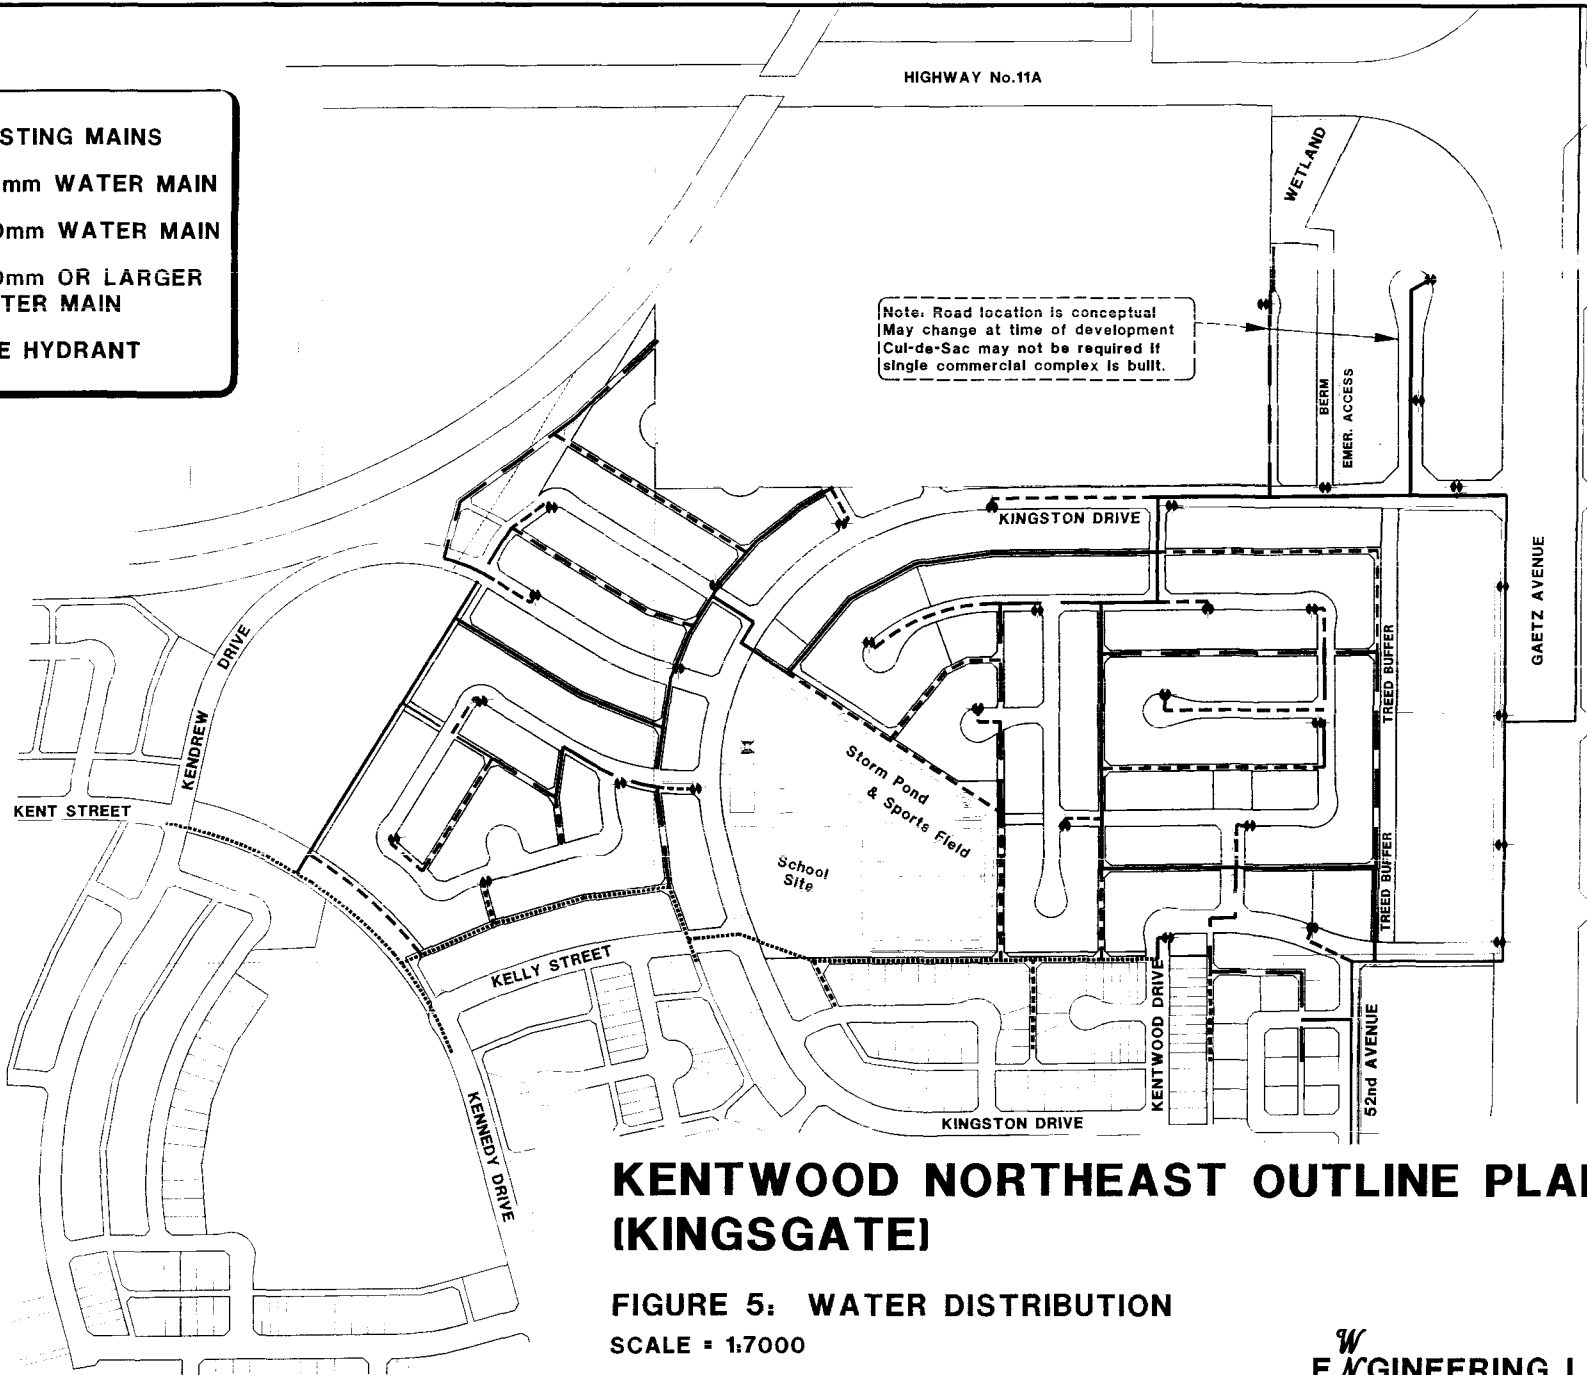 HIGHWAY No.11A
STING MAINS
mm WATER MAIN
0mm WATER MAIN
0mm OR LARGER
TER MAIN
E HYDRANT
WETLAND
Note: Road location is conceptual
May change at time of development
Cul-de-Sac may not be required if
single commercial complex is built.
BERM
EMER. ACCESS
KINGSTON DRIVE
GAETZ AVENUE
TREED BUFFER
TREED BUFFER
KENDREW DRIVE
KENT STREET
Storm Pond
& Sports Field
School
Site
KELLY STREET
KENTWOOD DRIVE
52nd AVENUE
KENNEDY DRIVE
KINGSTON DRIVE
KENTWOOD NORTHEAST OUTLINE PLA
(KINGSGATE)
FIGURE 5: WATER DISTRIBUTION
SCALE = 1:7000
W
ENGINEERING L